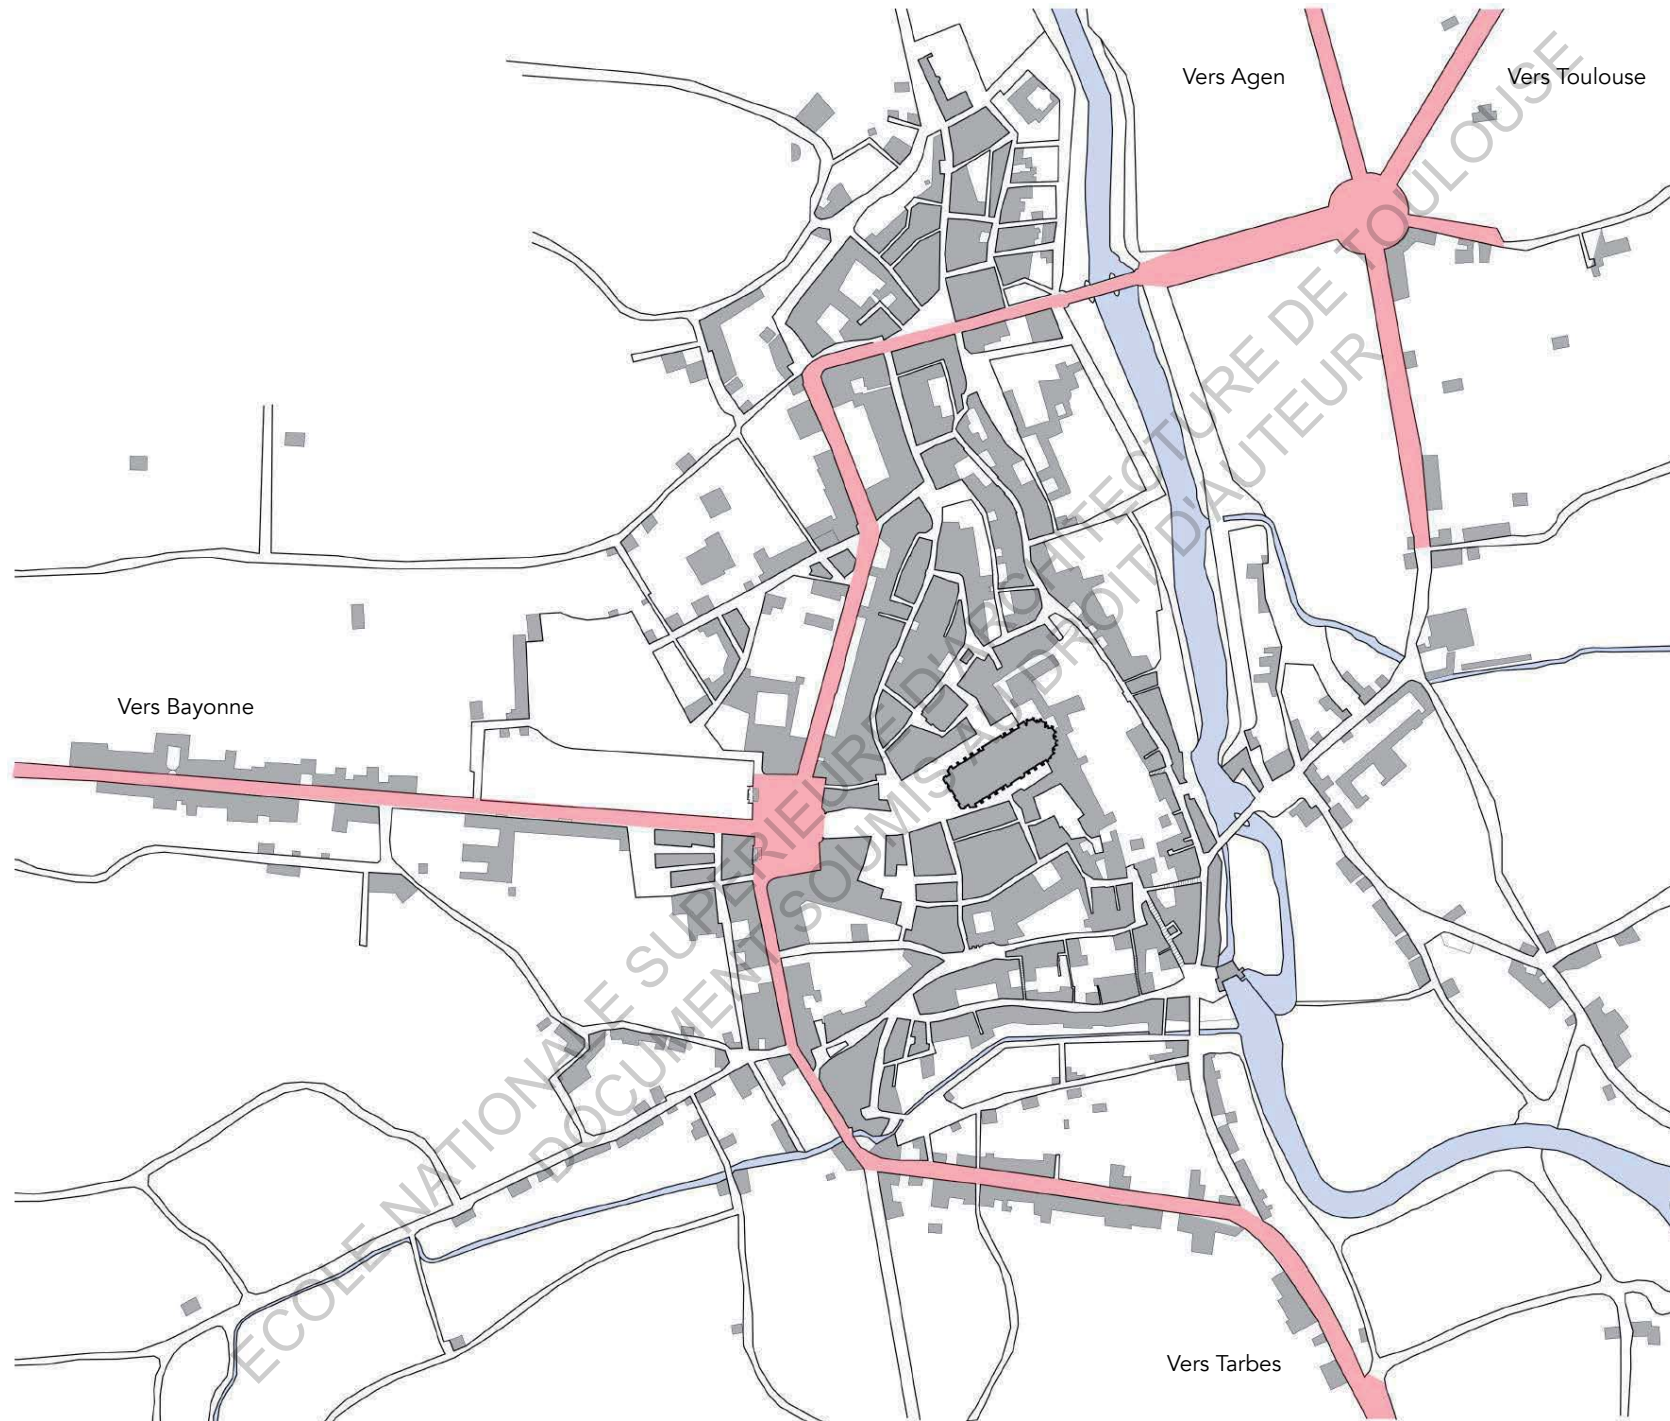 Vers Agen
Vers Toulouse
Vers Bayonne
Vers Tarbes
ECOLE NATIONALE SUPERIEURE D'ARCHITECTURE DE TOULOUSE
DOCUMENT SOUMIS AU DROIT D'AUTEUR